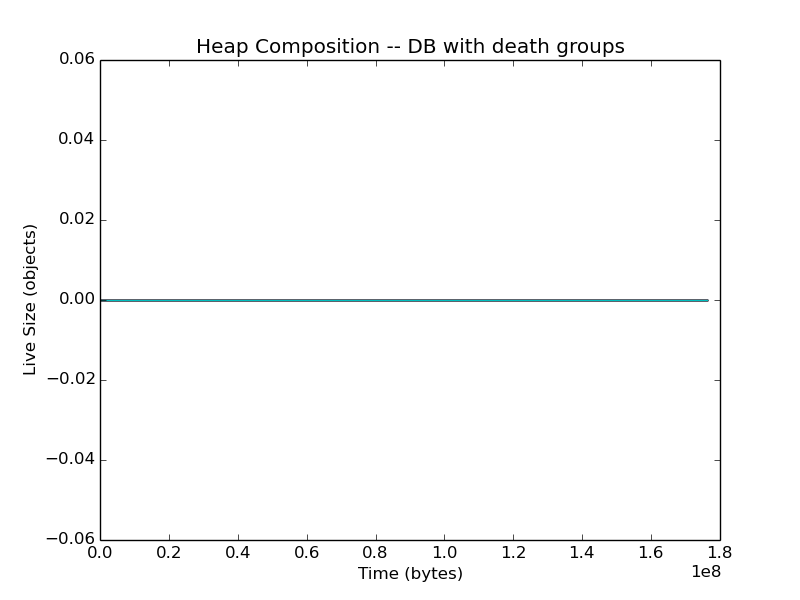 Heap Composition -- DB with death groups
0.06
0.04
0.02
0.00
−0.02
−0.04
−0.06
Live Size (objects)
0.0 0.2 0.4 0.6 0.8 1.0 1.2 1.4 1.6 1.8
1e8
Time (bytes)